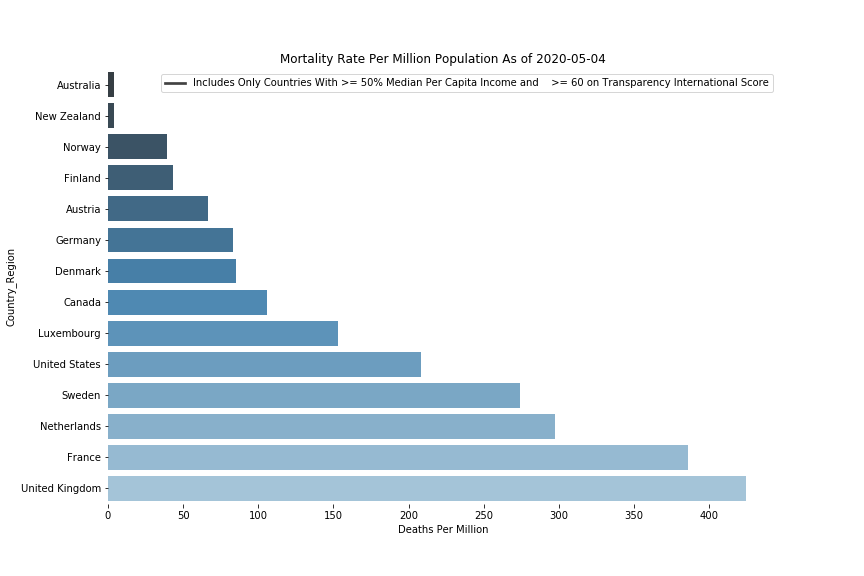 Mortality Rate Per Million Population As of 2020-05-04
Includes Only Countries With >= 50% Median Per Capita Income and    >= 60 on Transparency International Score
Country_Region
Australia
New Zealand
Norway
Finland
Austria
Germany
Denmark
Canada
Luxembourg
United States
Sweden
Netherlands
France
United Kingdom
0 50 100 150 200 250 300 350 400
Deaths Per Million